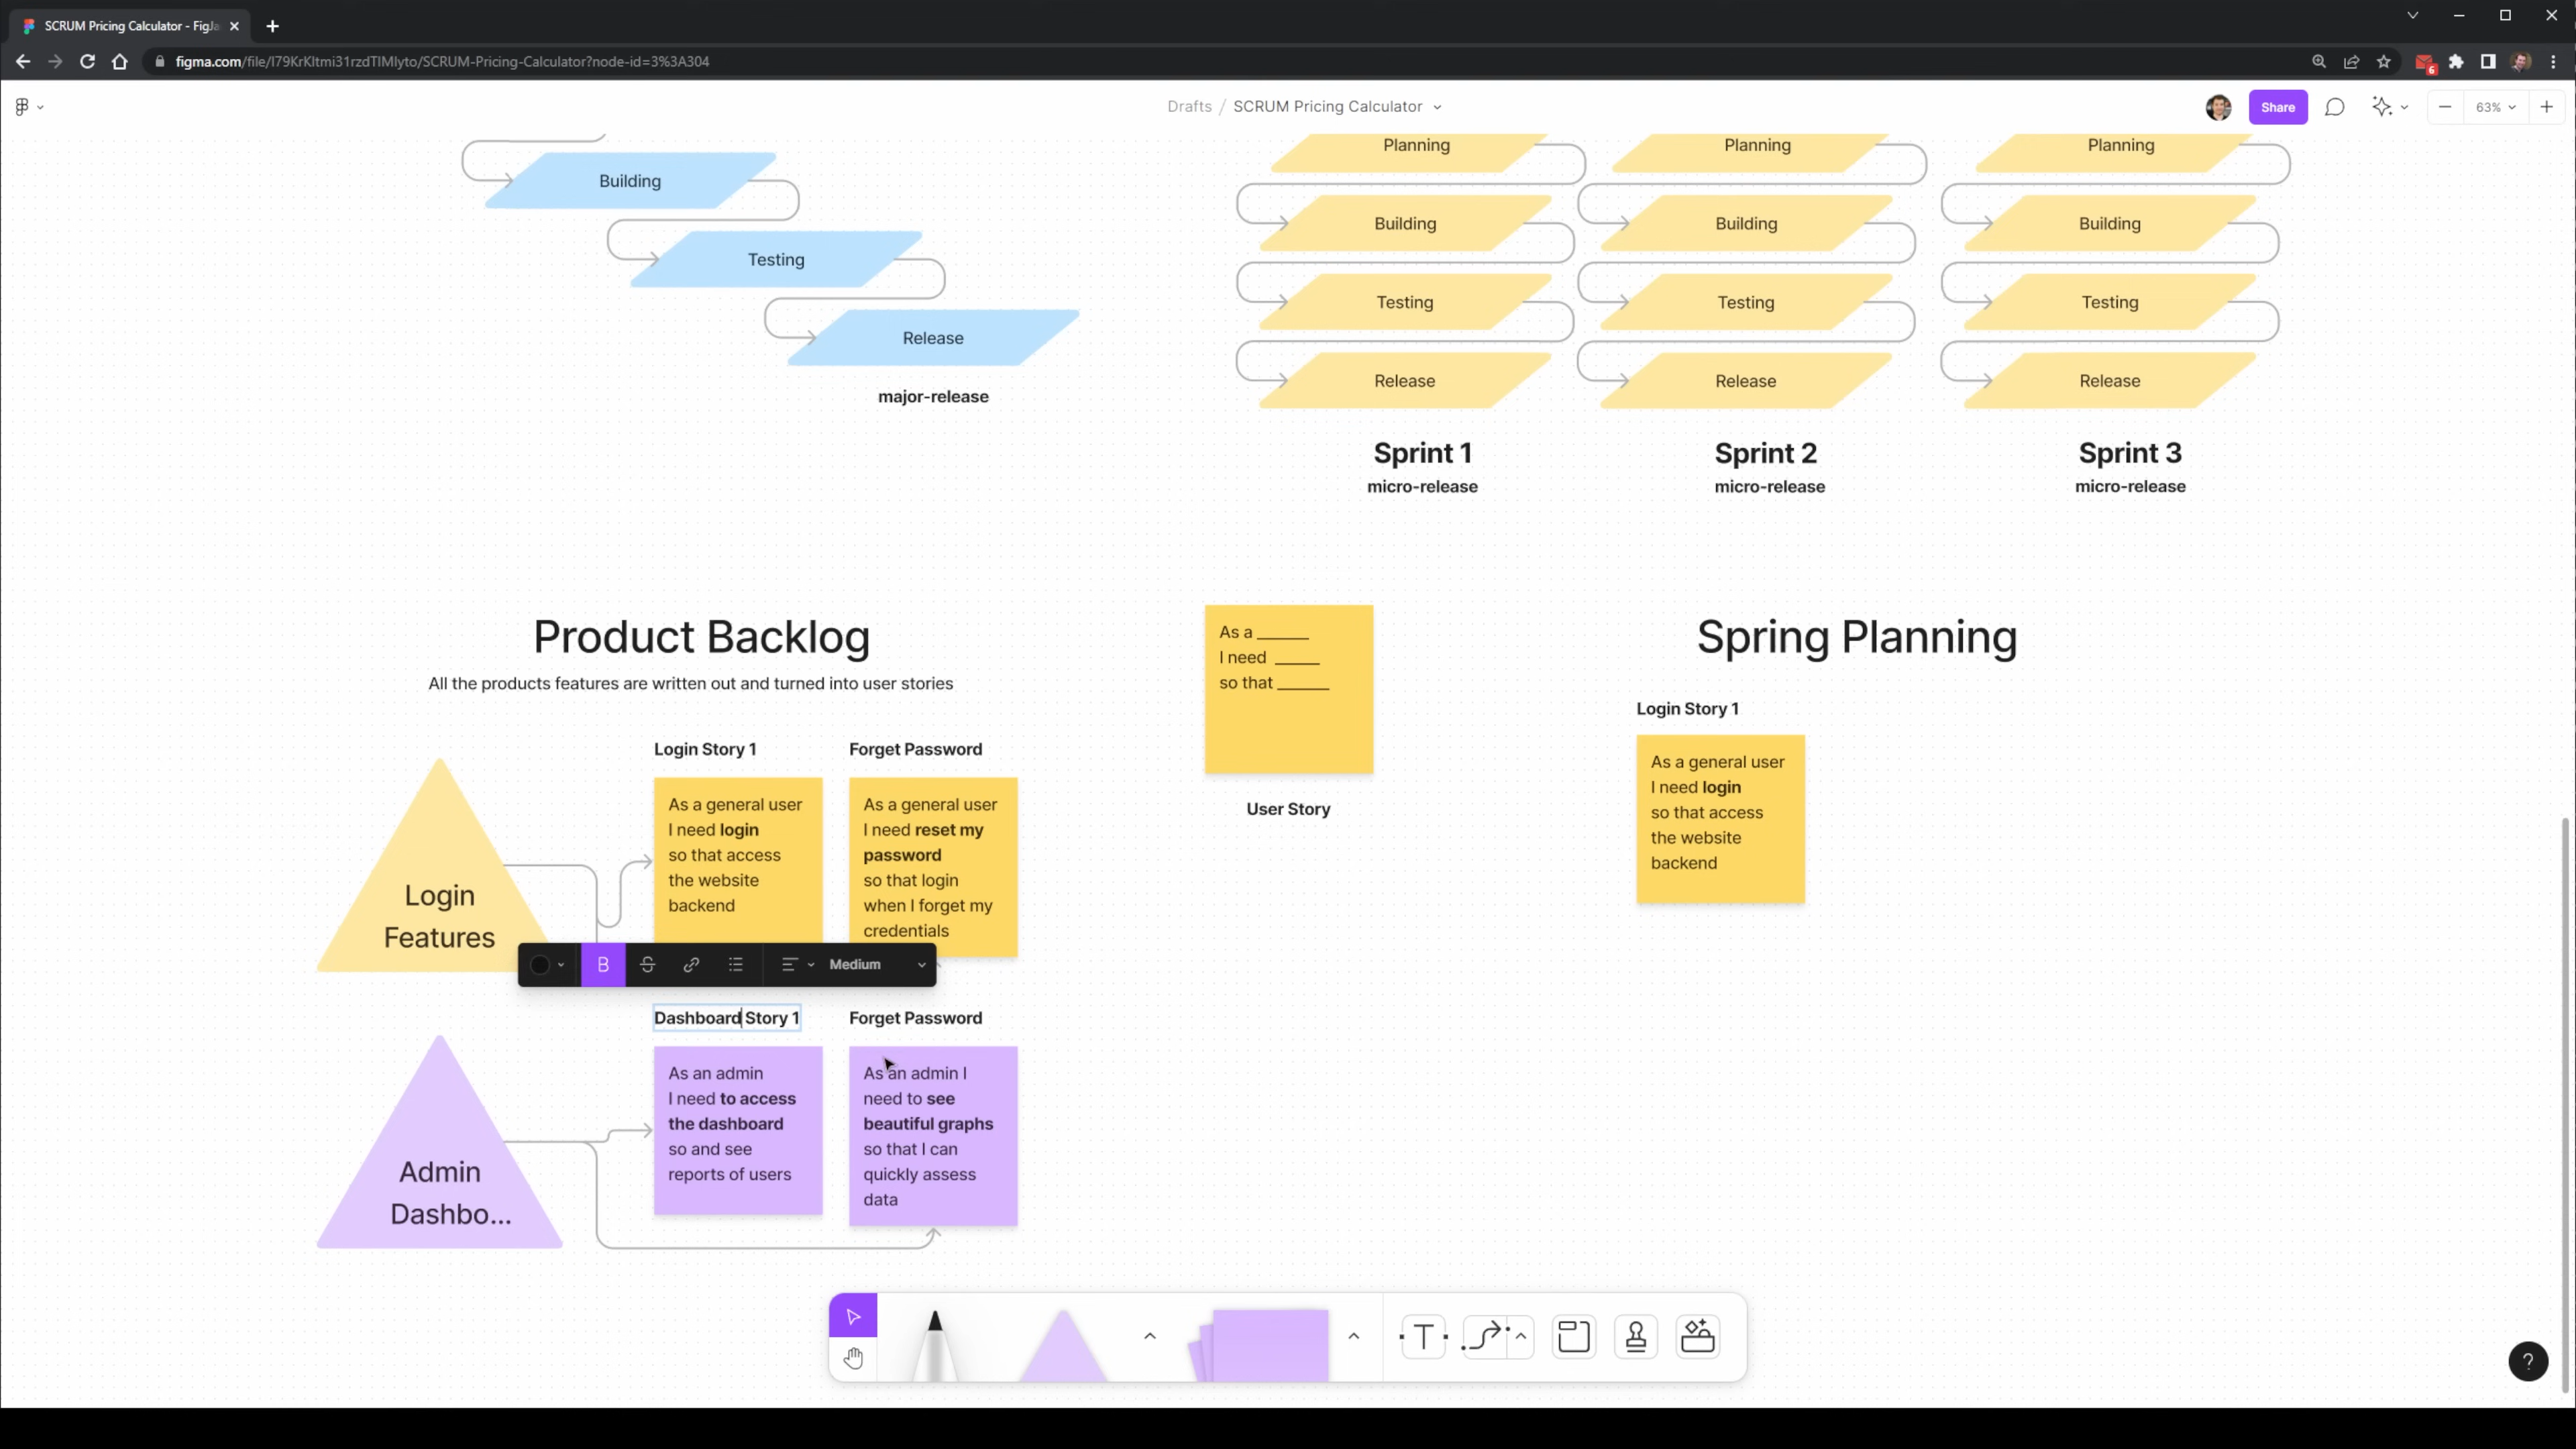 SCRUM Pricing Calculator - FigJa
figma.com/file/I79KrKltmi31rzdTIMlyto/SCRUM-Pricing-Calculator?node-id=3%3A304
6
Drafts / SCRUM Pricing Calculator
Share
63%
Building
Testing
Release
major-release
Planning
Planning
Planning
Building
Building
Building
Testing
Testing
Testing
Release
Release
Release
Sprint 1
Sprint 2
Sprint 3
micro-release
micro-release
micro-release
Product Backlog
All the products features are written out and turned into user stories
As a ______
I need _____
so that ______
User Story
Spring Planning
Login Story 1
As a general user
I need login
so that access
the website
backend
Login Story 1
Forget Password
Login
Features
As a general user
I need login
so that access
the website
backend
As a general user
I need reset my
password
so that login
when I forget my
credentials
B
S
Medium
Dashboard Story 1
Forget Password
Admin
Dashbo...
As an admin
I need to access
the dashboard
so and see
reports of users
As an admin I
need to see
beautiful graphs
so that I can
quickly assess
data
T
?